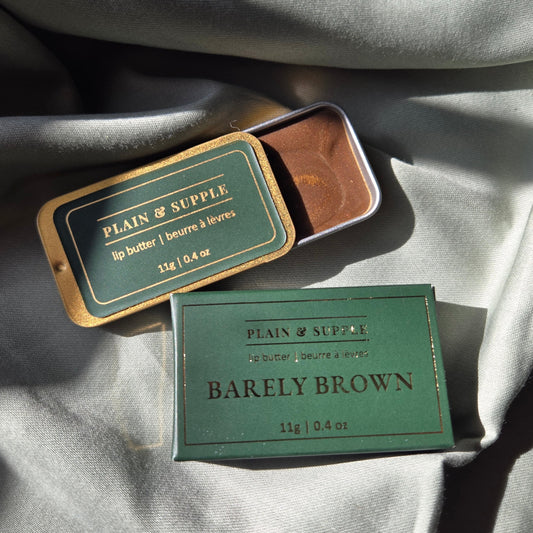 PLAIN & SUPPLE
lip butter | beurre à lèvres
11g | 0.4 oz
PLAIN & SUPPLE
lip butter | beurre à lèvres
BARELY BROWN
11g | 0.4 oz